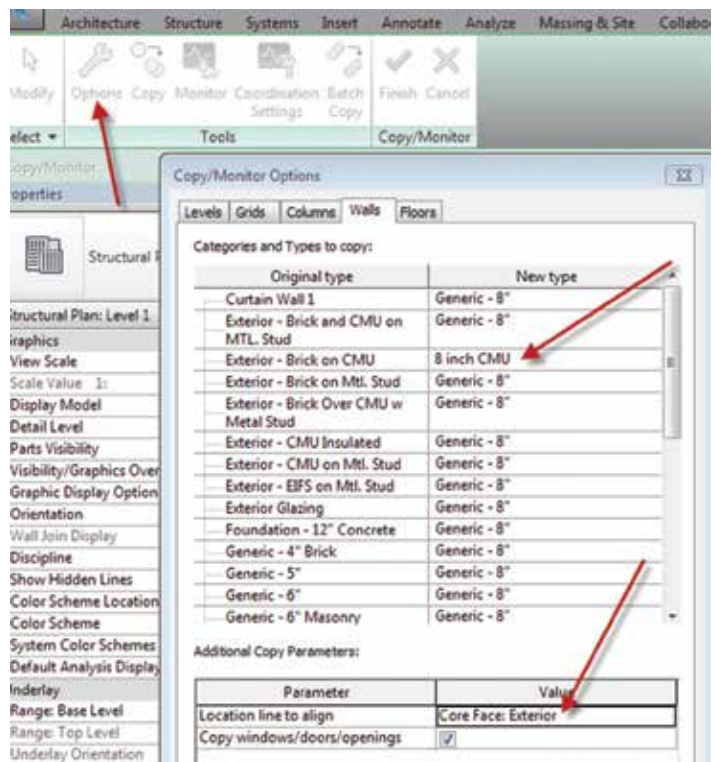 Architecture Structure Systems Insert Annotate Analyze Massing & Site Collabo
Modify Options Copy Monitor Coordination Settings Batch Copy Finish Cancel
elect Tools Copy/Monitor
opy/Monitor
operties
Structural P
Structural Plan: Level 1
raphics
View Scale
Scale Value 1:
Display Model
Detail Level
Parts Visibility
Visibility/Graphics Over
Graphic Display Option
Orientation
Wall Join Display
Discipline
Show Hidden Lines
Color Scheme Location
Color Scheme
System Color Schemes
Default Analysis Display
Underlay
Range: Base Level
Range: Top Level
Underlay Orientation
Copy/Monitor Options
Levels Grids Columns Walls Floors
Categories and Types to copy:
Original type New type
Curtain Wall 1 Generic - 8"
Exterior - Brick and CMU on MTL. Stud Generic - 8"
Exterior - Brick on CMU 8 inch CMU
Exterior - Brick on Mtl. Stud Generic - 8"
Exterior - Brick Over CMU w Metal Stud Generic - 8"
Exterior - CMU Insulated Generic - 8"
Exterior - CMU on Mtl. Stud Generic - 8"
Exterior - EIFS on Mtl. Stud Generic - 8"
Exterior Glazing Generic - 8"
Foundation - 12" Concrete Generic - 8"
Generic - 4" Brick Generic - 8"
Generic - 5" Generic - 8"
Generic - 6" Generic - 8"
Generic - 6" Masonry Generic - 8"
Additional Copy Parameters:
Parameter Value
Location line to align Core Face: Exterior
Copy windows/doors/openings